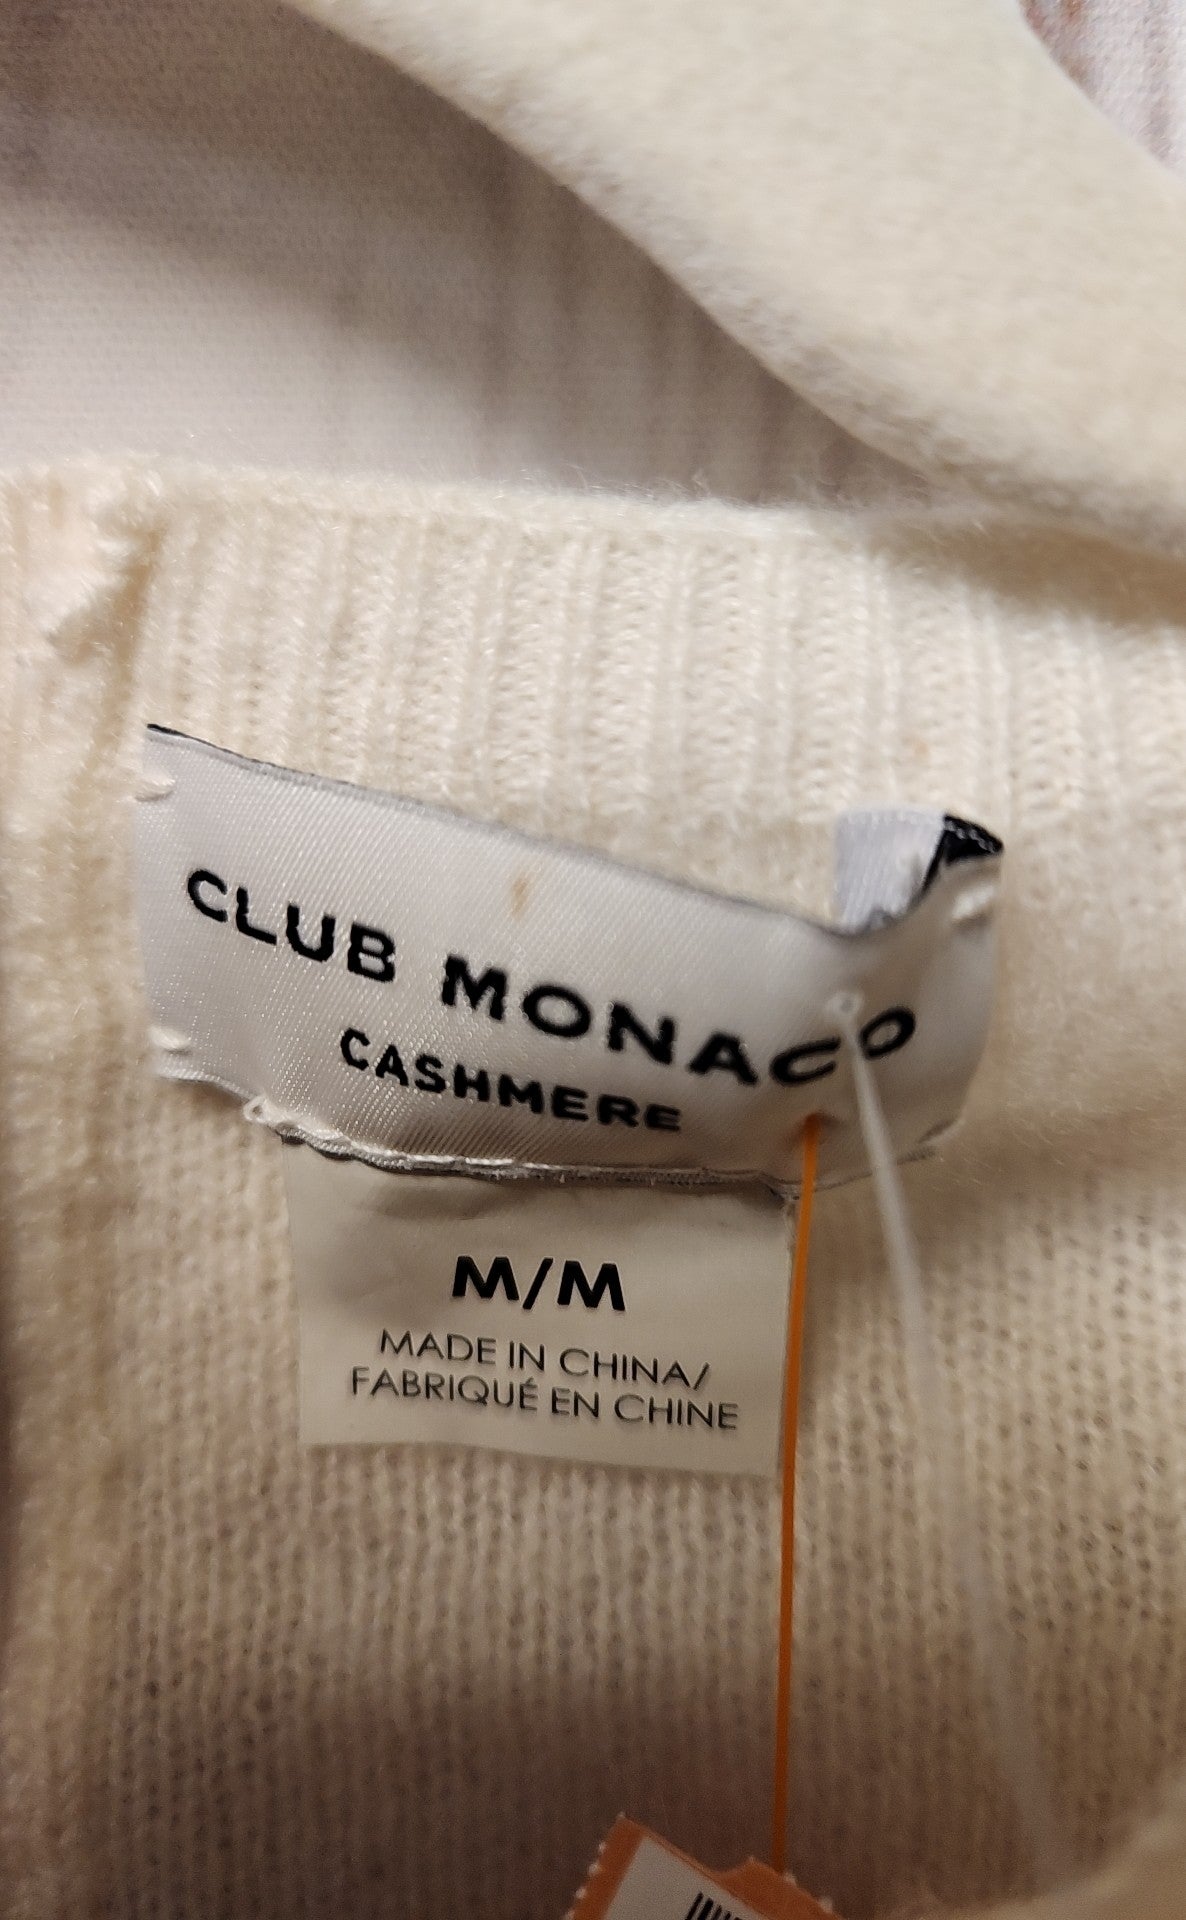 CLUB MONACO
CASHMERE
M/M
MADE IN CHINA/
FABRIQUÉ EN CHINE